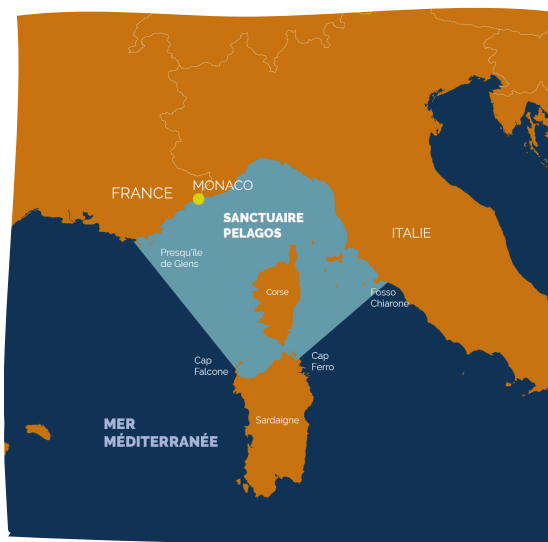 FRANCE
MONACO
SANCTUAIRE
PELAGOS
ITALIE
Presqu'île
de Giens
Corse
Fosso
Chiarone
Cap
Falcone
Cap
Ferro
Sardaigne
MER
MÉDITERRANÉE